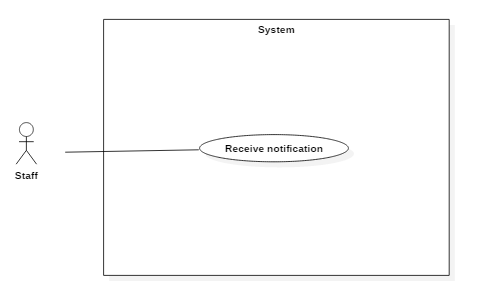 System
Receive notification
Staff